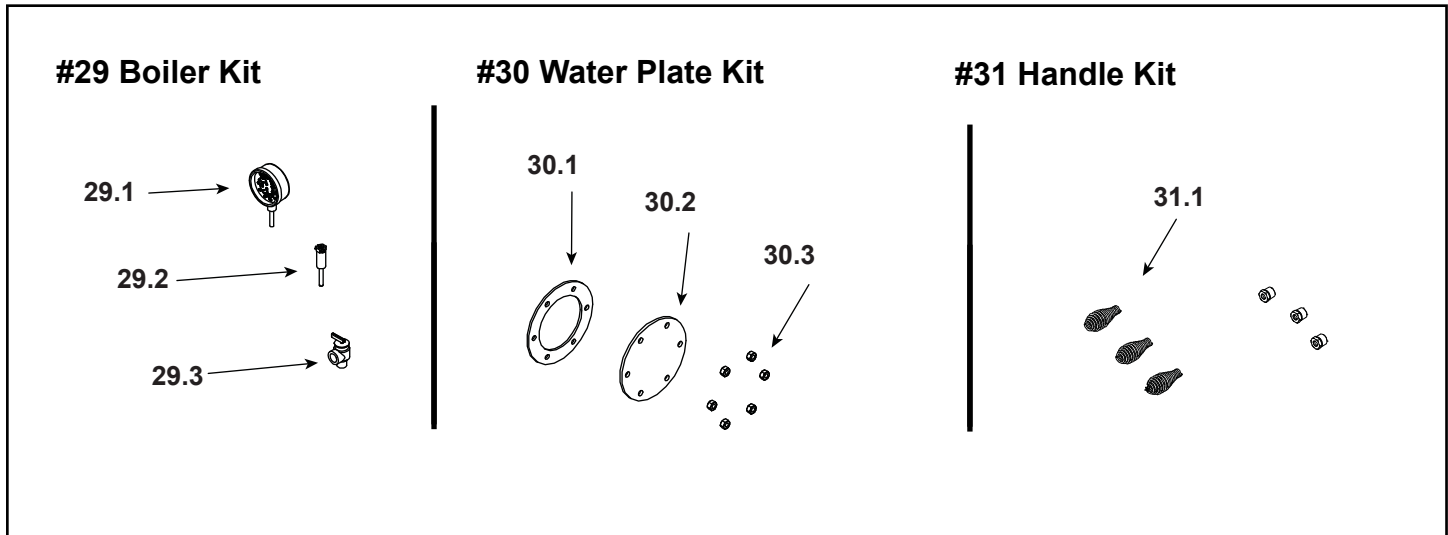 #29 Boiler Kit
29.1
29.2
29.3
#30 Water Plate Kit
30.1
30.2
30.3
#31 Handle Kit
31.1